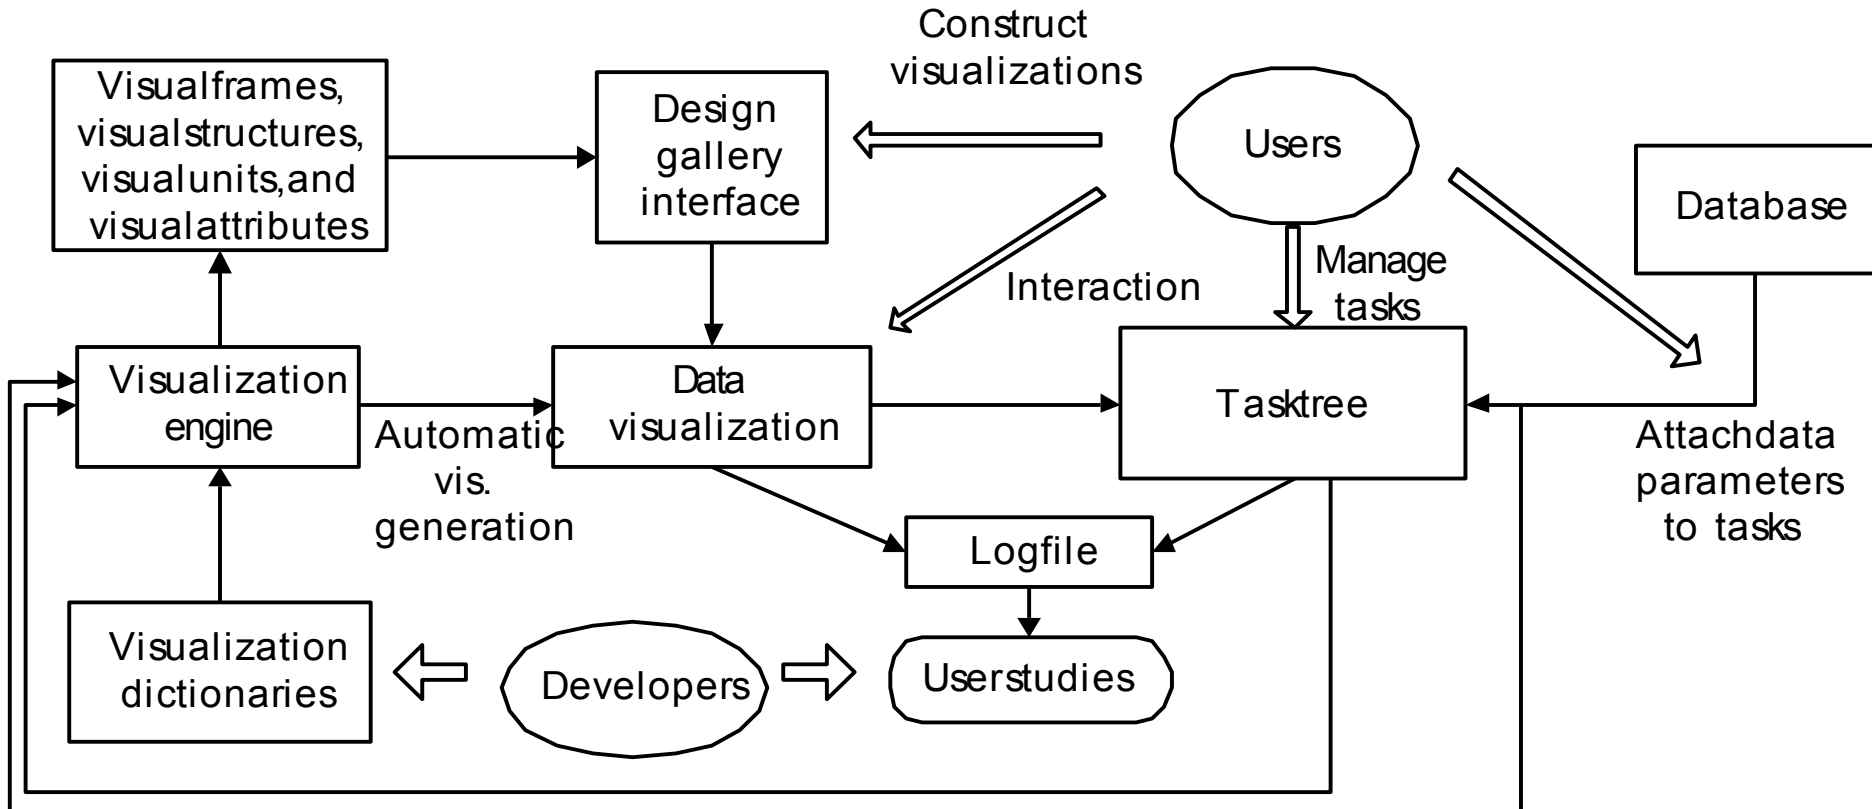 Construct
visualizations
Visualframes,
visualstructures,
visualunits,and
visualattributes
Design
gallery
interface
Users
Database
Interaction
Manage
tasks
Visualization
engine
Automatic
vis.
generation
Data
visualization
Tasktree
Attachdata
parameters
to tasks
Logfile
Visualization
dictionaries
Developers
Userstudies